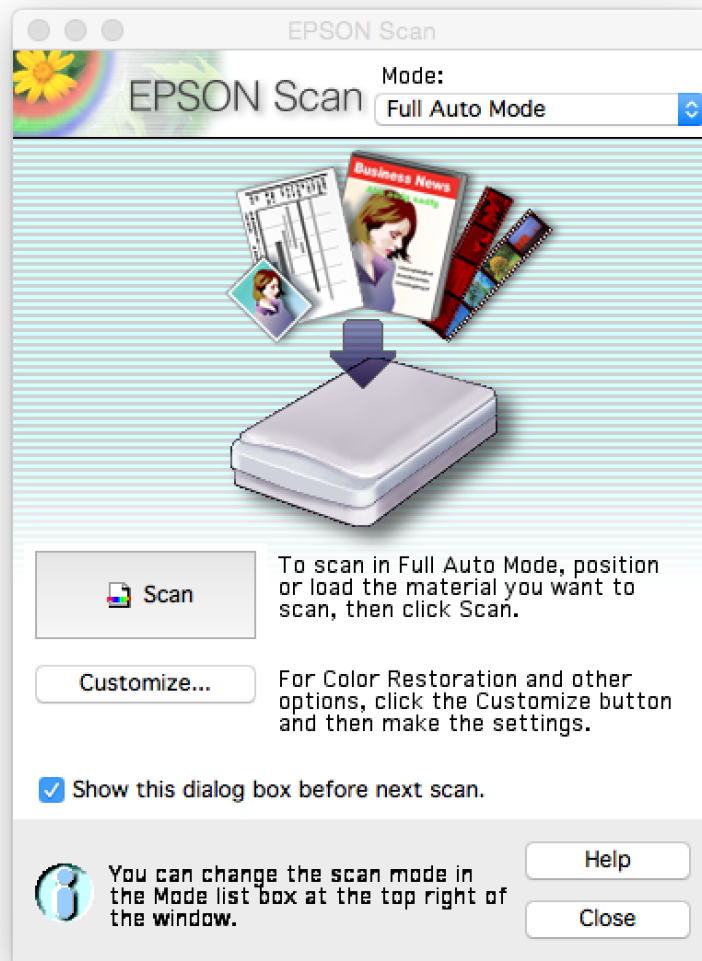 EPSON Scan
EPSON Scan
Mode:
Full Auto Mode
Business News
Scan
To scan in Full Auto Mode, position
or load the material you want to
scan, then click Scan.
Customize...
For Color Restoration and other
options, click the Customize button
and then make the settings.
Show this dialog box before next scan.
You can change the scan mode in
the Mode list box at the top right of
the window.
Help
Close